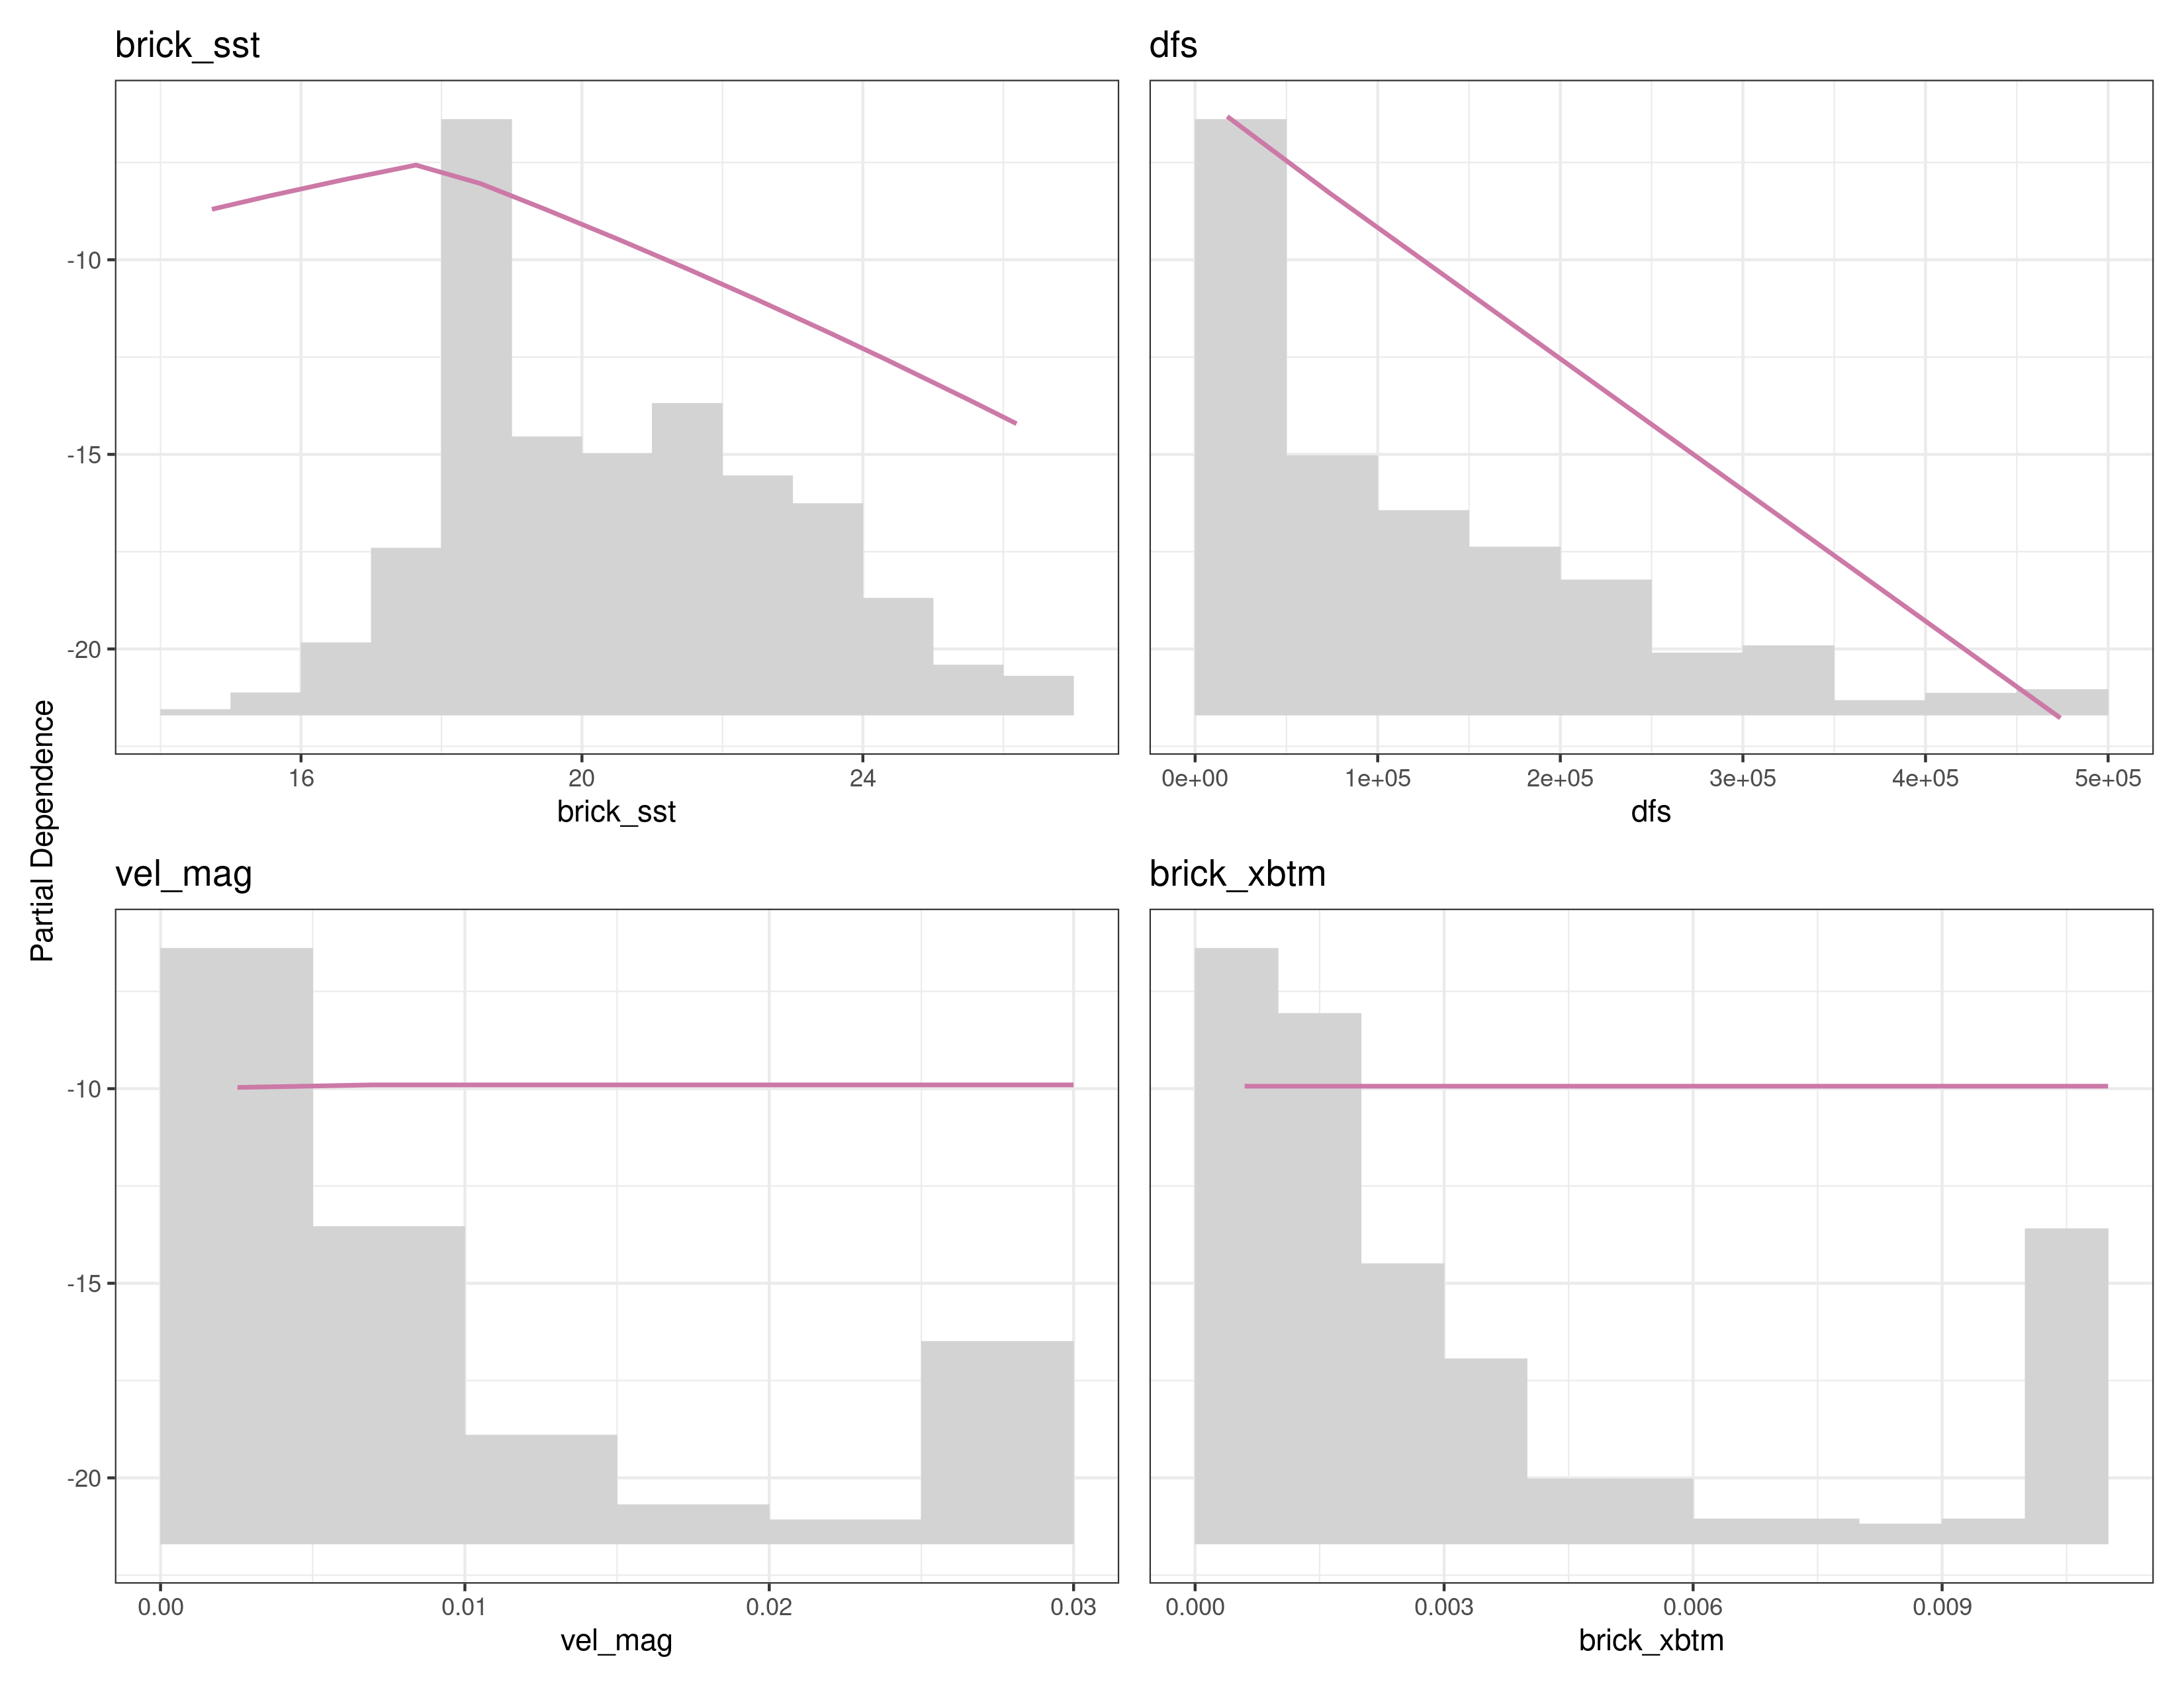 Partial Dependence
brick_sst
-10
-15
-20
16 20 24
brick_sst
dfs
0e+00 1e+05 2e+05 3e+05 4e+05 5e+05
dfs
vel_mag
-10
-15
-20
0.00 0.01 0.02 0.03
vel_mag
brick_xbtm
0.000 0.003 0.006 0.009
brick_xbtm